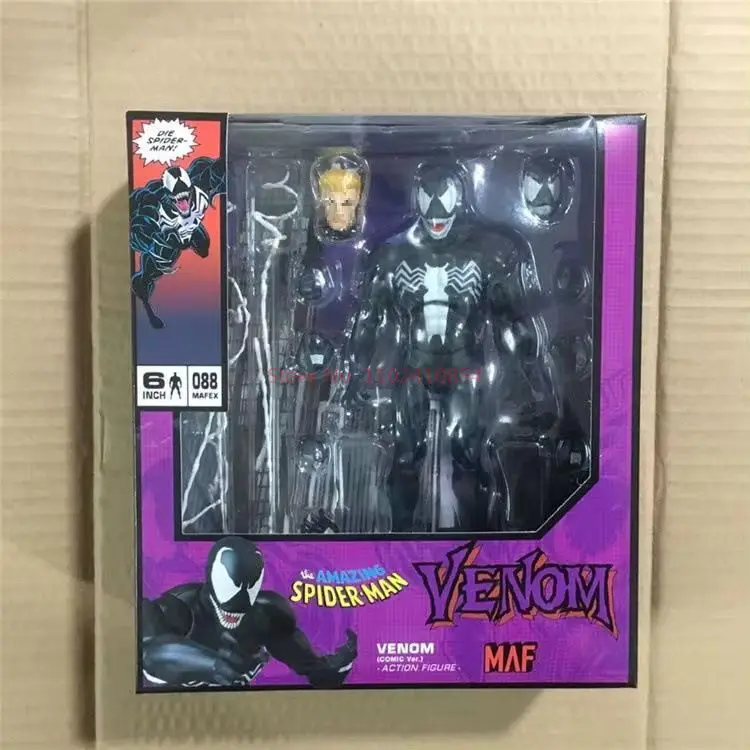 DIE
SPIDER-
MAN!
6
INCH
088
MAFEX
the AMAZING
SPIDER-MAN
VENOM
VENOM
(COMIC Ver.)
- ACTION FIGURE -
MAF